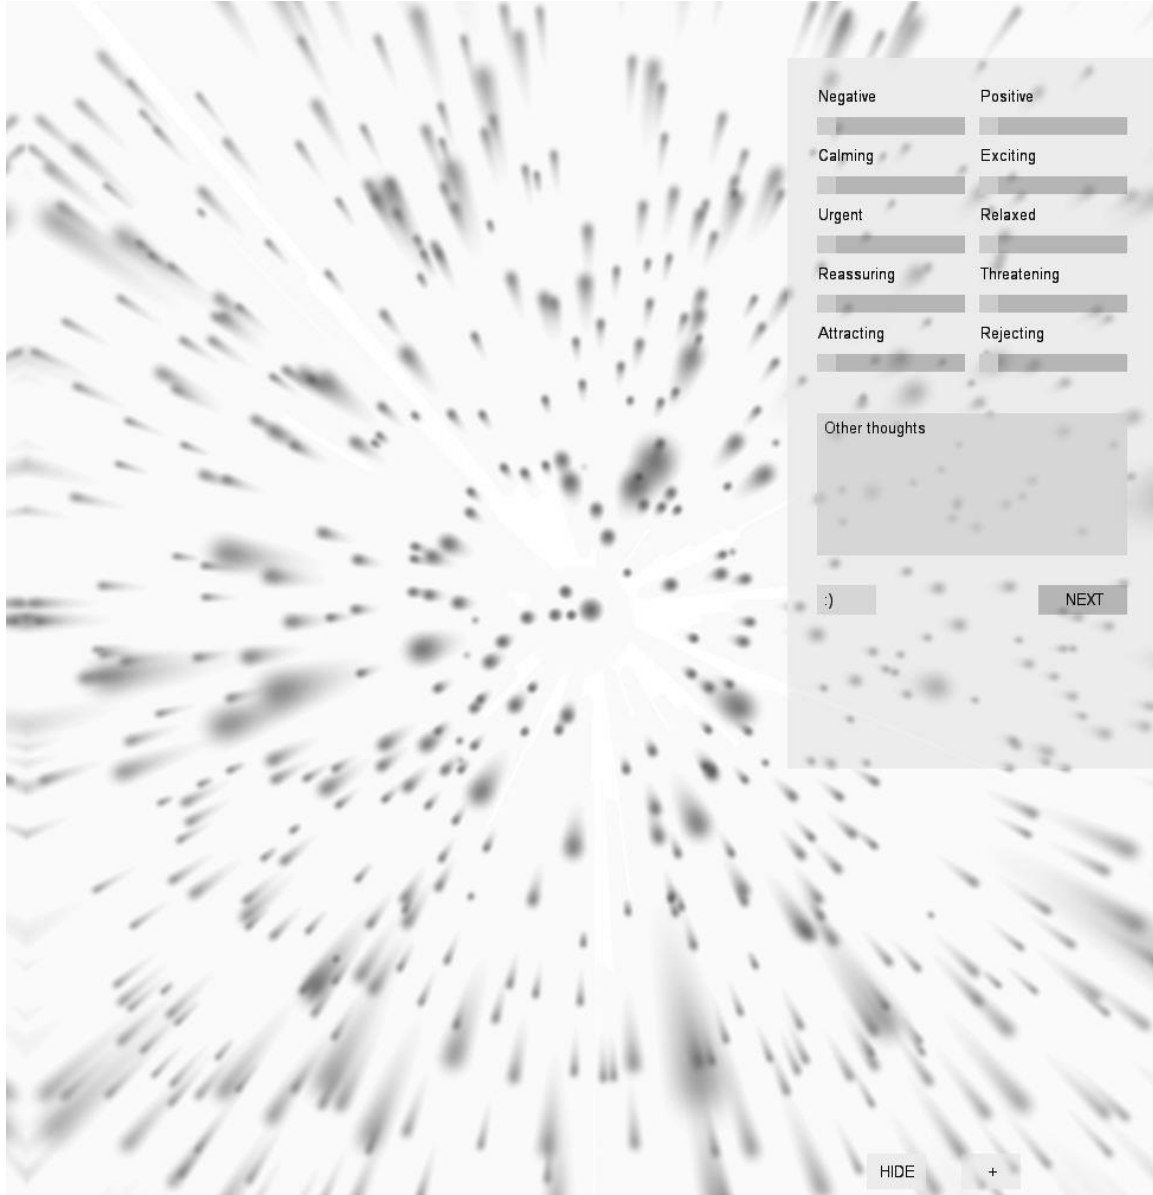 Negative Positive
Calming Exciting
Urgent Relaxed
Reassuring Threatening
Attracting Rejecting
Other thoughts
:) NEXT
HIDE +